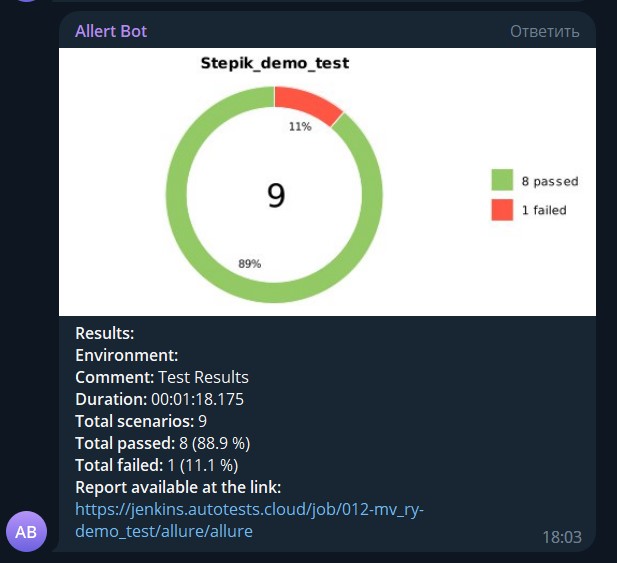 Allert Bot
Ответить
Stepik_demo_test
11%
9
89%
8 passed
1 failed
Results:
Environment:
Comment: Test Results
Duration: 00:01:18.175
Total scenarios: 9
Total passed: 8 (88.9 %)
Total failed: 1 (11.1 %)
Report available at the link:
https://jenkins.autotests.cloud/job/012-mv_ry-
demo_test/allure/allure
AB
18:03